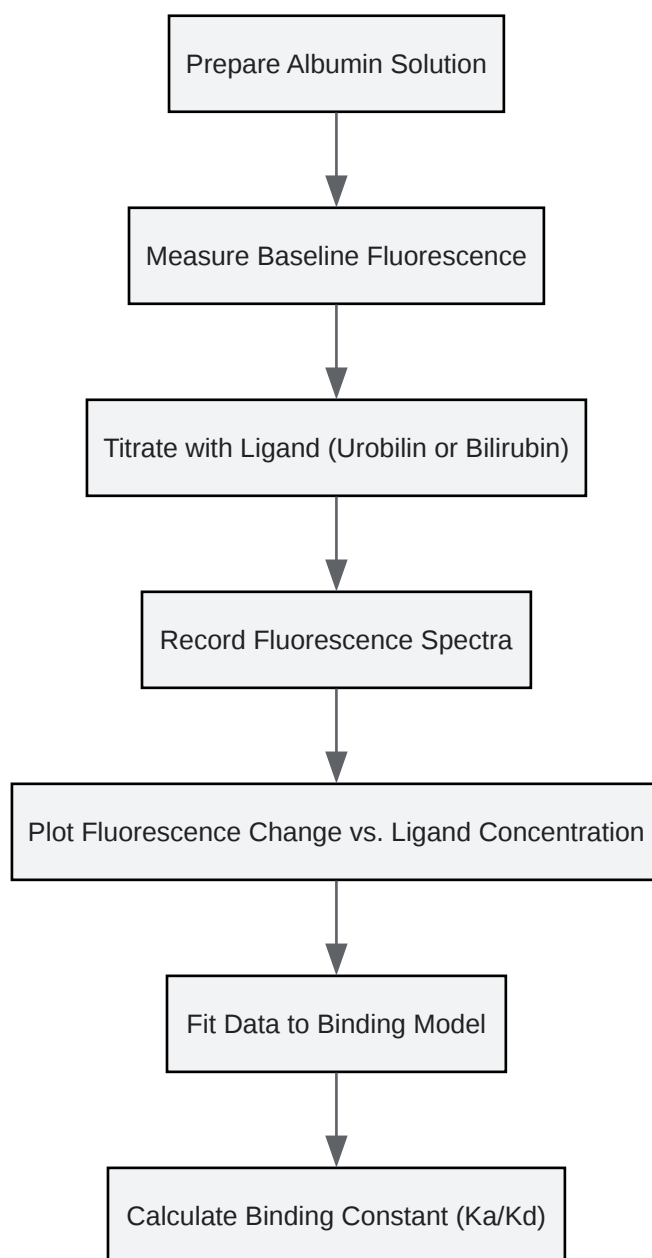 Prepare Albumin Solution
Measure Baseline Fluorescence
Titrate with Ligand (Urobilin or Bilirubin)
Record Fluorescence Spectra
Plot Fluorescence Change vs. Ligand Concentration
Fit Data to Binding Model
Calculate Binding Constant (Ka/Kd)